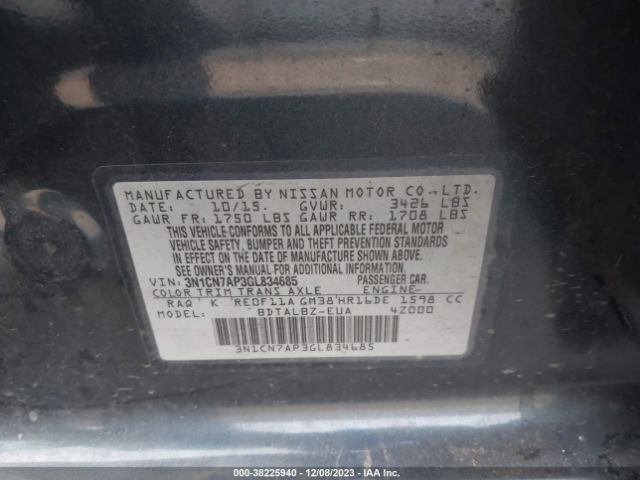 MANUFACTURED BY NISSAN MOTOR CO.,LTD.
DATE: 10/15. GVWR: 3426 LBS
GAWR FR: 1750 LBS GAWR RR: 1708 LBS
THIS VEHICLE CONFORMS TO ALL APPLICABLE FEDERAL MOTOR
VEHICLE SAFETY, BUMPER AND THEFT PREVENTION STANDARDS
IN EFFECT ON THE DATE OF MANUFACTURE SHOWN ABOVE.
SEE OWNER'S MANUAL FOR ADDITIONAL INFORMATION.
VIN: 3N1CN7AP3GL834685 PASSENGER CAR.
COLOR TRIM TRANS AXLE ENGINE
RAQ K RE0F11A GM38 HR16DE 1598 CC
BDTALBZ-EUA 4Z000
3N1CN7AP3GL834685
000-38225940 - 12/08/2023 - IAA